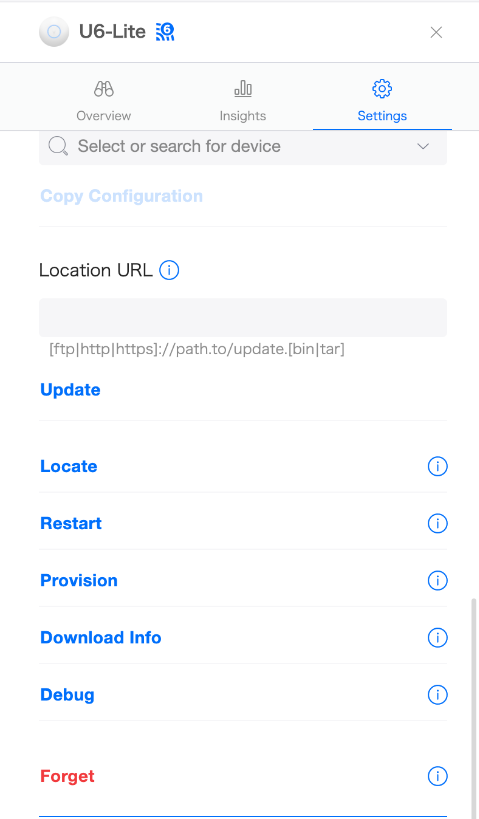 U6-Lite
Overview
Insights
Settings
Select or search for device
Copy Configuration
Location URL
[ftp|http|https]://path.to/update.[bin|tar]
Update
Locate
Restart
Provision
Download Info
Debug
Forget